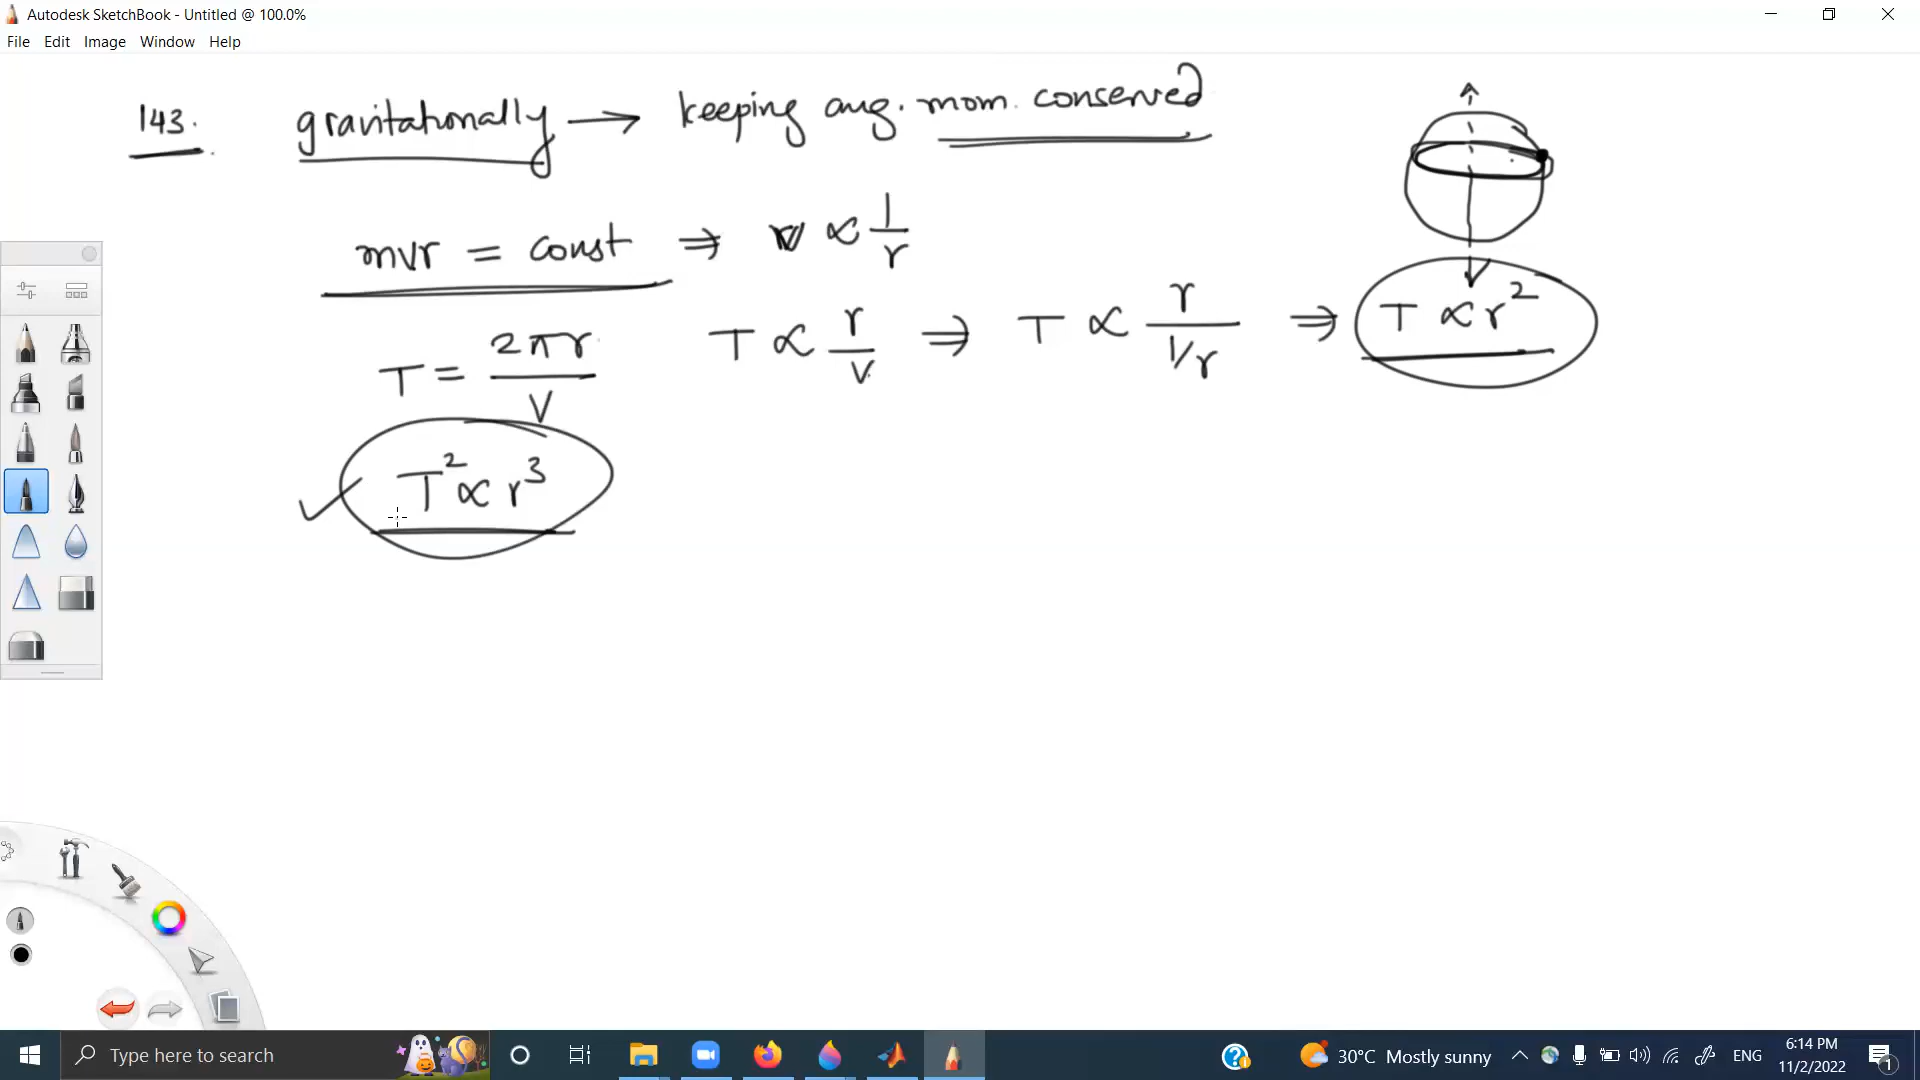 Autodesk SketchBook - Untitled @ 100.0%
File Edit Image Window Help
143. gravitationally → keeping ang. mom. conserved
mvr = const ⇒ v ∝ 1/r
T = 2πr/V T ∝ r/v ⇒ T ∝ r/1/r ⇒ T ∝ r²
T² ∝ r³
Type here to search
30°C Mostly sunny
ENG
6:14 PM
11/2/2022
1